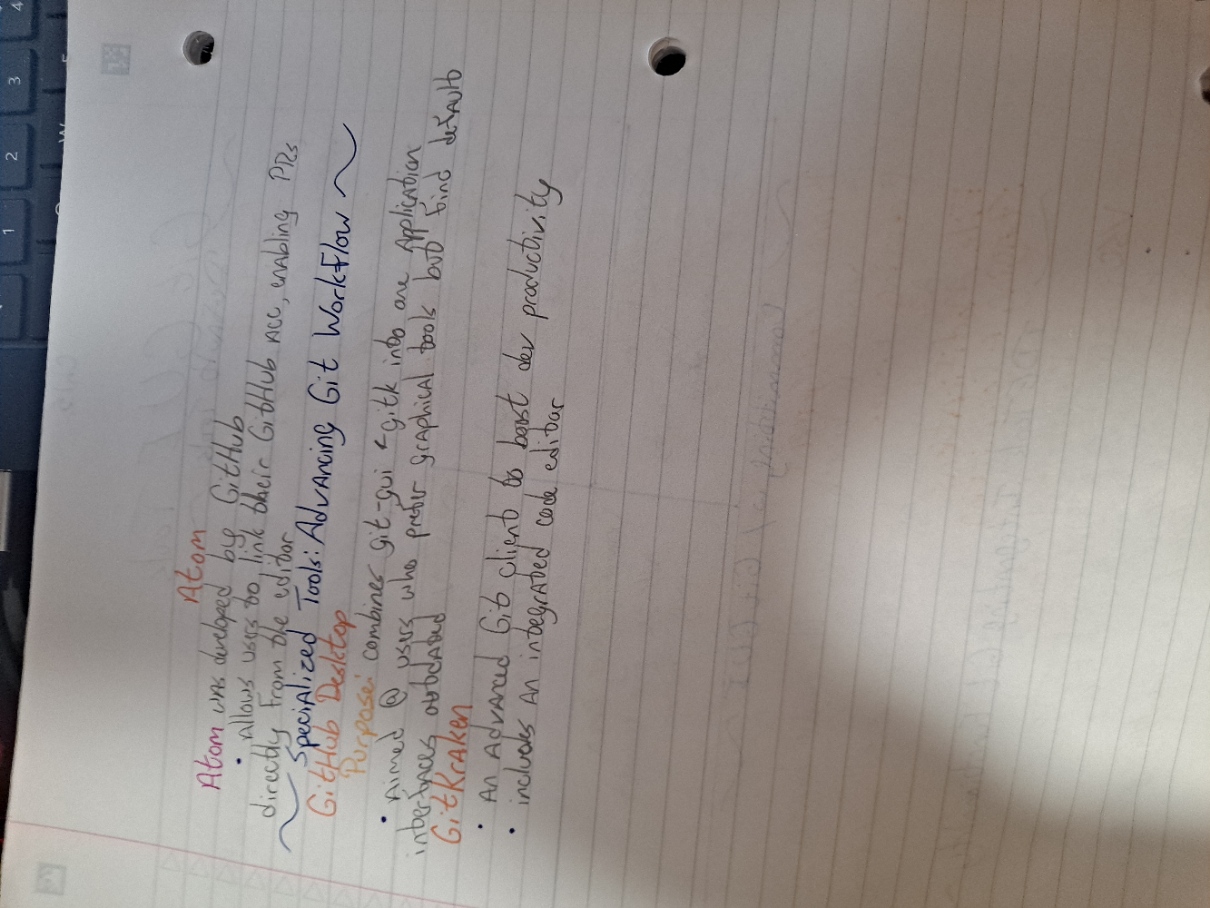 1 2 3 4
W
Atom
Atom was developed by GitHub
• Allows users to link their GitHub acc, enabling PRs
directly from the editor
~ Specialized Tools: Advancing Git Workflow ~
GitHub Desktop
Purpose: combines git-gui & gitk into one application
• Aimed @ users who prefer graphical tools but find default
interfaces outdated
GitKraken
• An advanced Git client to boost dev productivity
• includes an integrated code editor
Committing w/ Git GUI